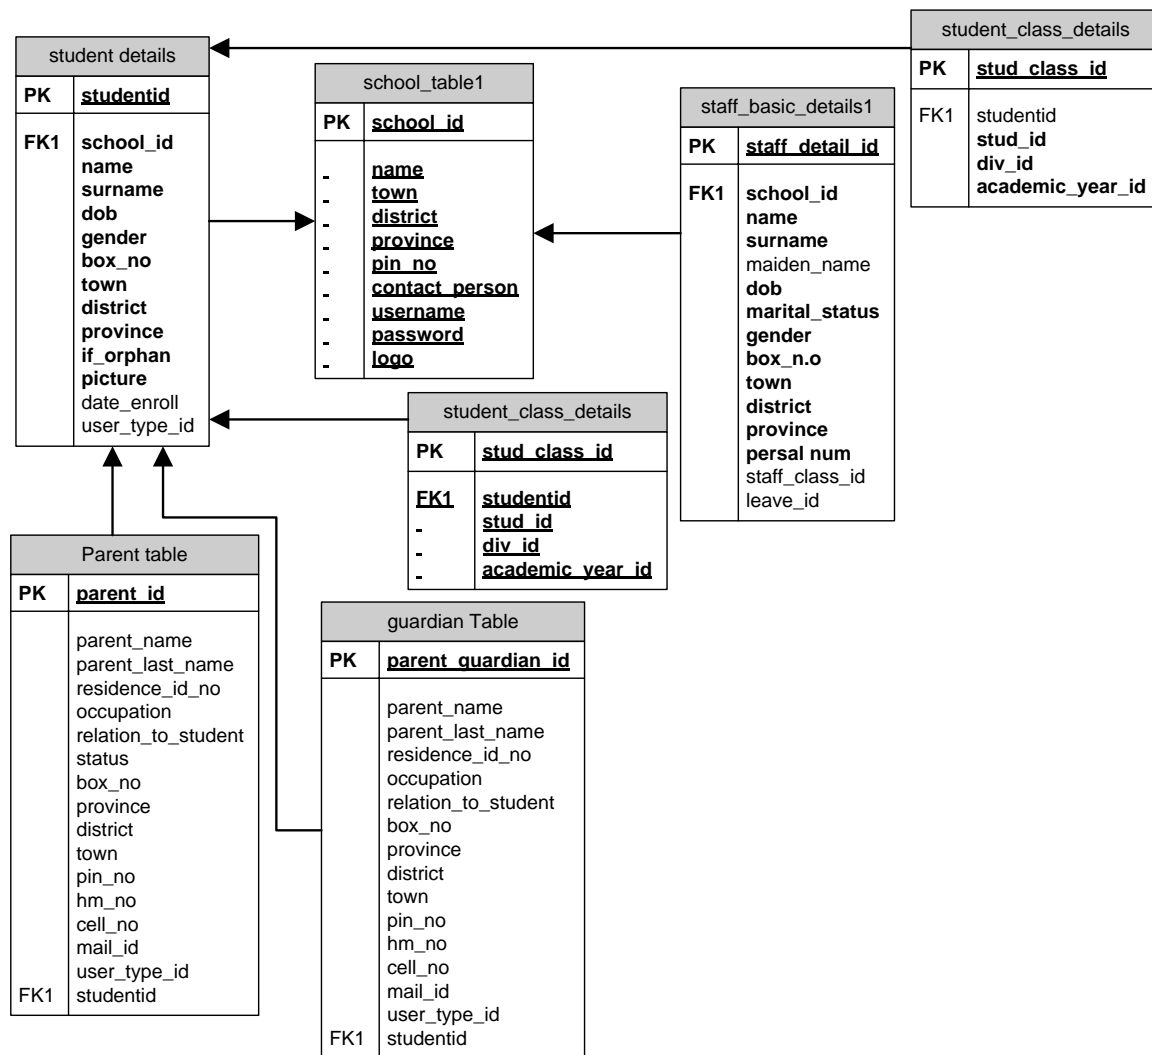 student details
PK studentid
FK1 school_id
name
surname
dob
gender
box_no
town
district
province
if_orphan
picture
date_enroll
user_type_id
school_table1
PK school_id
name
town
district
province
pin_no
contact_person
username
password
logo
staff_basic_details1
PK staff_detail_id
FK1 school_id
name
surname
maiden_name
dob
marital_status
gender
box_n.o
town
district
province
persal num
staff_class_id
leave_id
student_class_details
PK stud_class_id
FK1 studentid
stud_id
div_id
academic_year_id
student_class_details
PK stud_class_id
FK1 studentid
stud_id
div_id
academic_year_id
Parent table
PK parent_id
parent_name
parent_last_name
residence_id_no
occupation
relation_to_student
status
box_no
province
district
town
pin_no
hm_no
cell_no
mail_id
user_type_id
FK1 studentid
guardian Table
PK parent_guardian_id
parent_name
parent_last_name
residence_id_no
occupation
relation_to_student
box_no
province
district
town
pin_no
hm_no
cell_no
mail_id
user_type_id
FK1 studentid